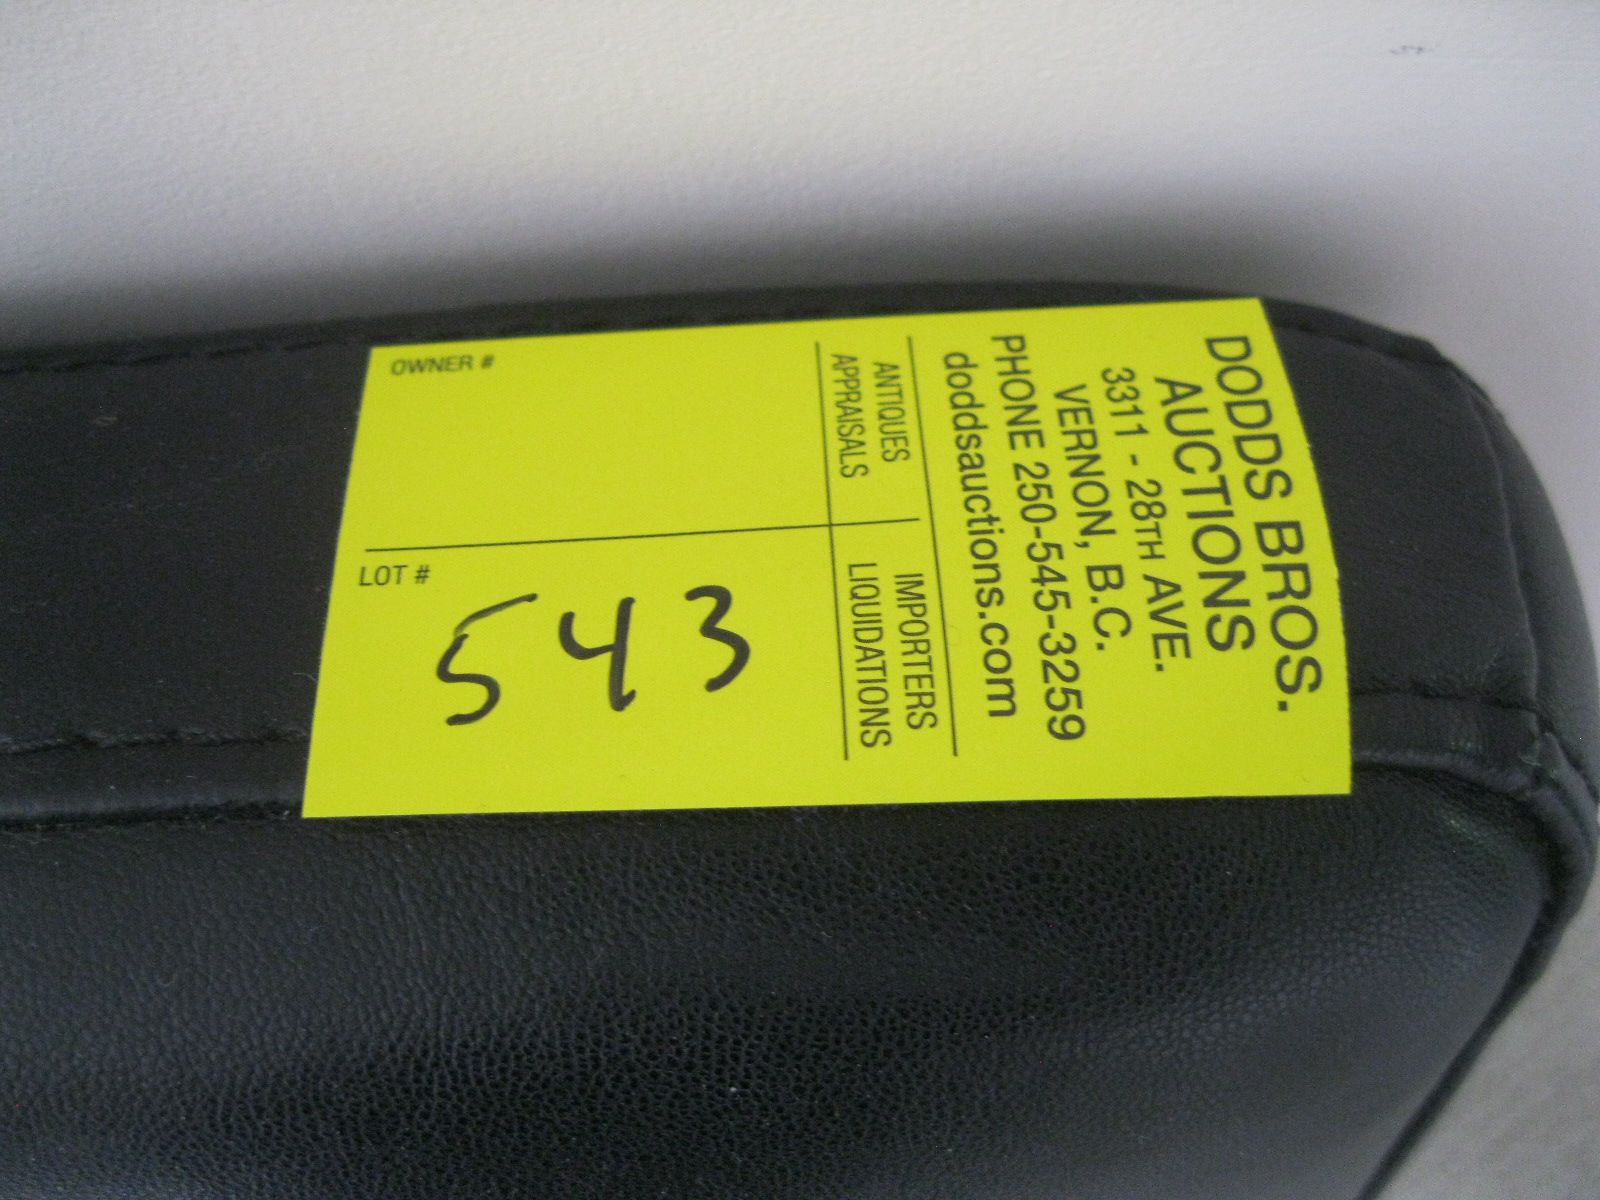 DODDS BROS.
AUCTIONS
3311 - 28TH AVE.
VERNON, B.C.
PHONE 250-545-3259
doddsauctions.com
ANTIQUES IMPORTERS
APPRAISALS LIQUIDATIONS
OWNER #
LOT #
543